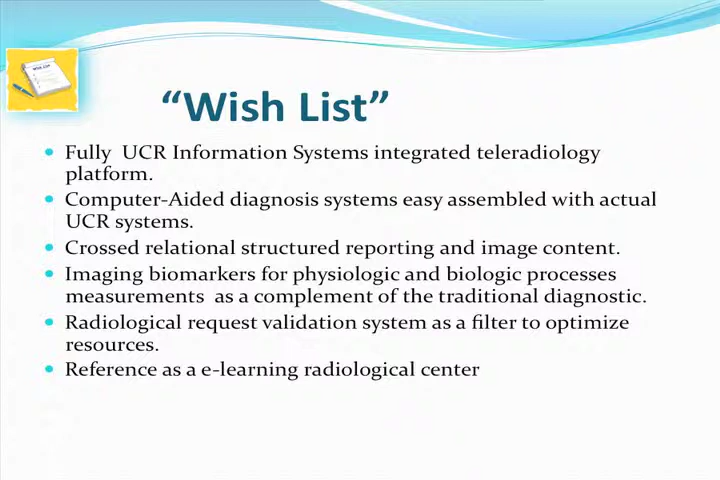 “Wish List”
• Fully  UCR Information Systems integrated teleradiology
platform.
• Computer-Aided diagnosis systems easy assembled with actual
UCR systems.
• Crossed relational structured reporting and image content.
• Imaging biomarkers for physiologic and biologic processes
measurements  as a complement of the traditional diagnostic.
• Radiological request validation system as a filter to optimize
resources.
• Reference as a e-learning radiological center